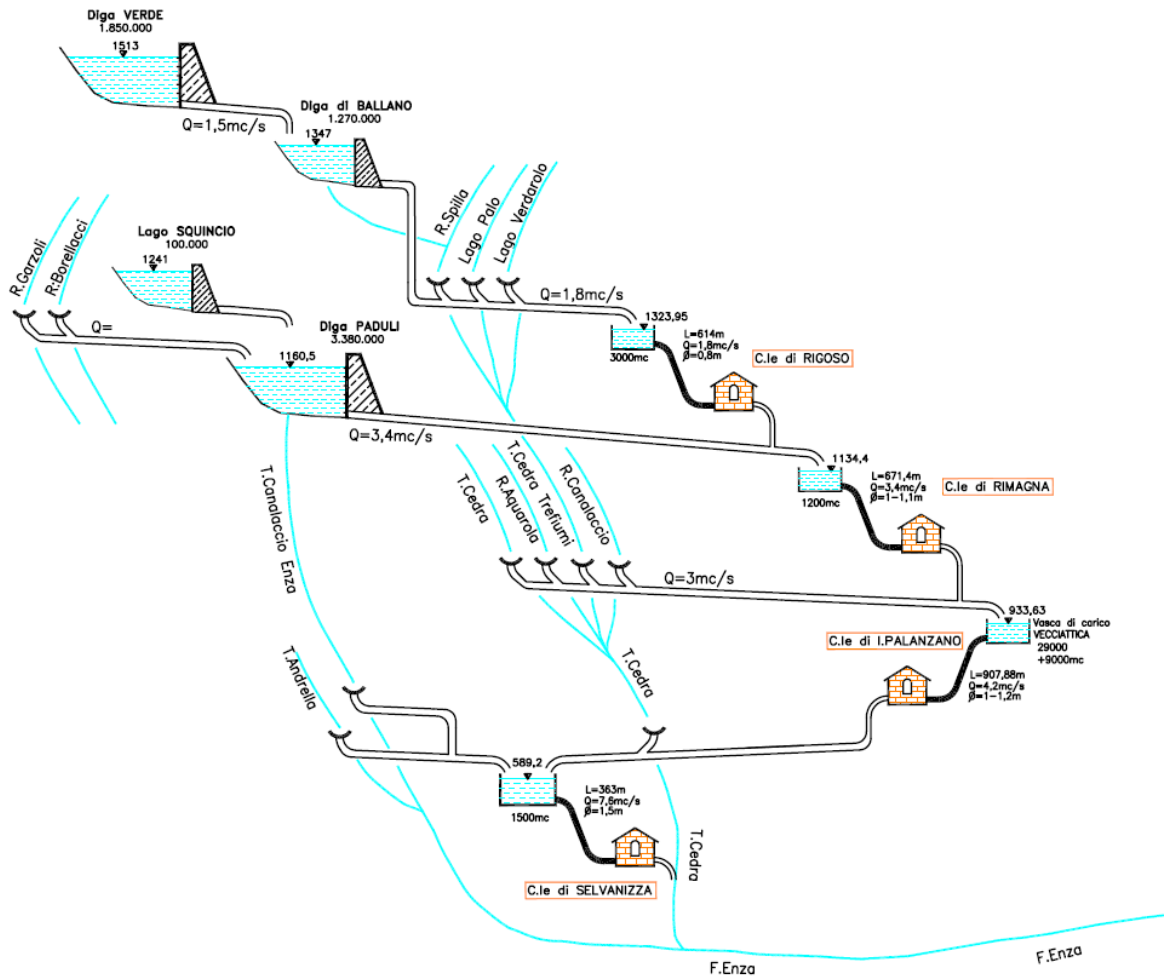 Diga VERDE
1.850.000
1513
Q=1,5mc/s
Diga di BALLANO
1.270.000
1347
R.Spilla
Lago Palo
Lago Verdarolo
R.Garzoli
R.Borellacci
Lago SQUINCIO
100.000
1241
Q=
Q=1,8mc/s
1323,95
3000mc
L=614m
Q=1,8mc/s
Ø=0,8m
C.le di RIGOSO
Diga PADULI
3.380.000
1160,5
Q=3,4mc/s
1134,4
1200mc
L=671,4m
Q=3,4mc/s
Ø=1-1,1m
C.le di RIMAGNA
T.Canalaccio Enza
T.Cedra
R.Aquarola
T.Cedra Trefiumi
R.Canalaccio
Q=3mc/s
933,63
Vasca di carico
VECCIATTICA
29000
+9000mc
C.le di I.PALANZANO
L=907,88m
Q=4,2mc/s
Ø=1-1,2m
T.Andrella
T.Cedra
589,2
1500mc
L=363m
Q=7,6mc/s
Ø=1,5m
C.le di SELVANIZZA
T.Cedra
F.Enza
F.Enza